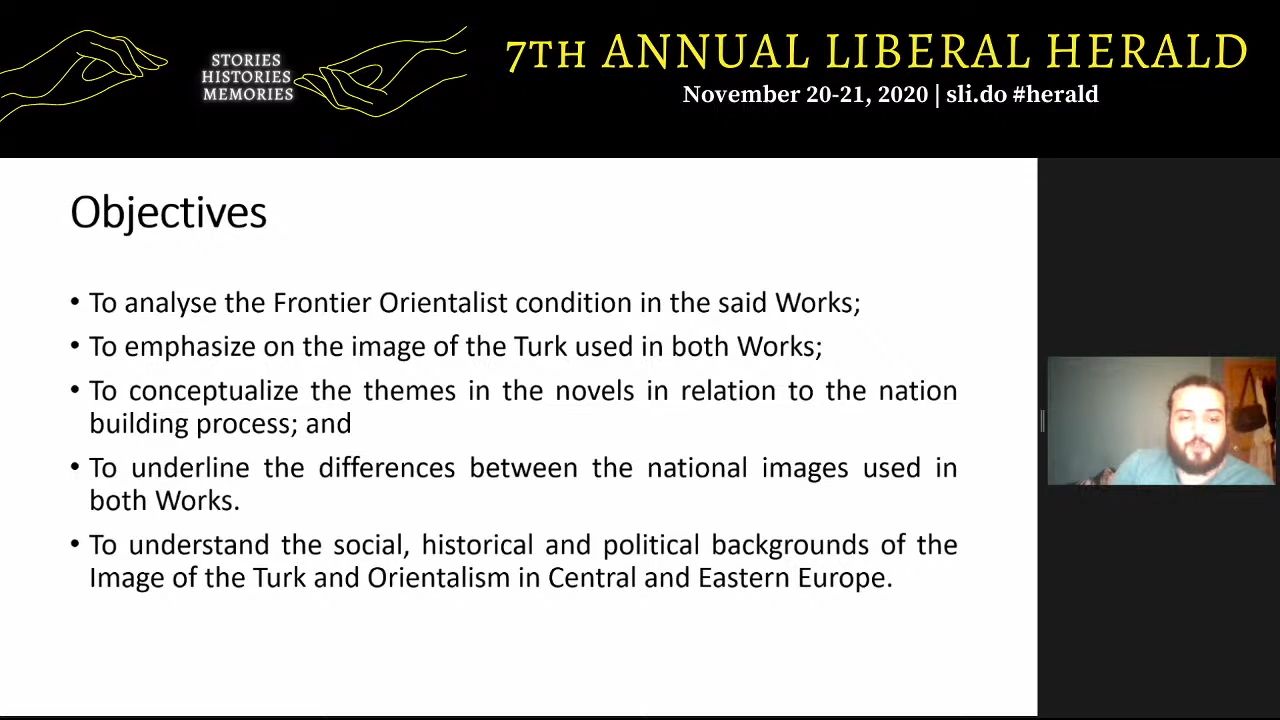 STORIES
HISTORIES
MEMORIES
7TH ANNUAL LIBERAL HERALD
November 20-21, 2020 | sli.do #herald
Objectives
• To analyse the Frontier Orientalist condition in the said Works;
• To emphasize on the image of the Turk used in both Works;
• To conceptualize the themes in the novels in relation to the nation
building process; and
• To underline the differences between the national images used in
both Works.
• To understand the social, historical and political backgrounds of the
Image of the Turk and Orientalism in Central and Eastern Europe.